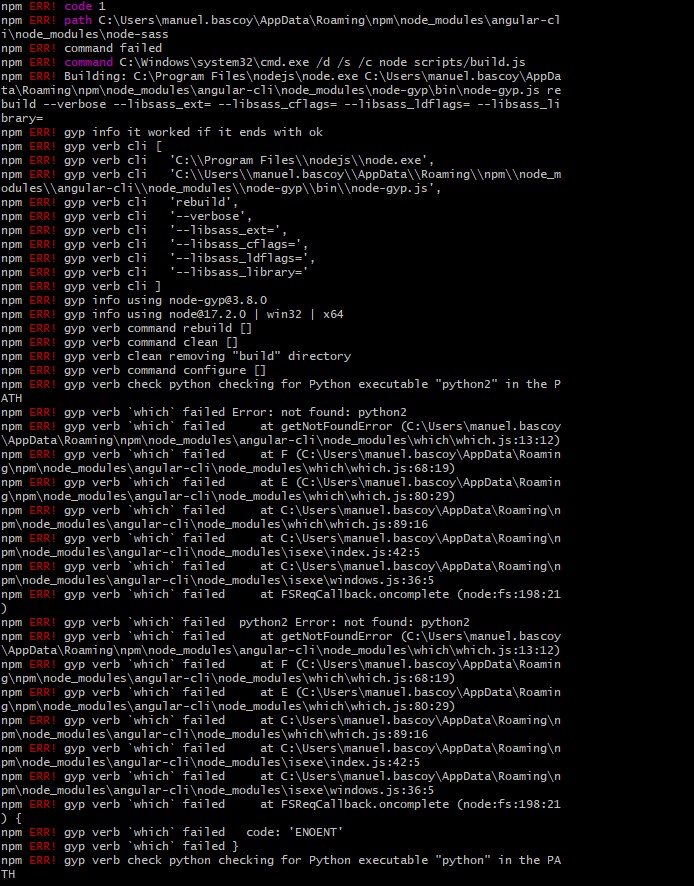 npm ERR! code 1
npm ERR! path C:\Users\manuel.bascoy\AppData\Roaming\npm\node_modules\angular-cl
i\node_modules\node-sass
npm ERR! command failed
npm ERR! command C:\Windows\system32\cmd.exe /d /s /c node scripts/build.js
npm ERR! Building: C:\Program Files\nodejs\node.exe C:\Users\manuel.bascoy\AppDa
ta\Roaming\npm\node_modules\angular-cli\node_modules\node-gyp\bin\node-gyp.js re
build --verbose --libsass_ext= --libsass_cflags= --libsass_ldflags= --libsass_li
brary=
npm ERR! gyp info it worked if it ends with ok
npm ERR! gyp verb cli [
npm ERR! gyp verb cli   'C:\\Program Files\\nodejs\\node.exe',
npm ERR! gyp verb cli   'C:\\Users\\manuel.bascoy\\AppData\\Roaming\\npm\\node_m
odules\\angular-cli\\node_modules\\node-gyp\\bin\\node-gyp.js',
npm ERR! gyp verb cli   'rebuild',
npm ERR! gyp verb cli   '--verbose',
npm ERR! gyp verb cli   '--libsass_ext=',
npm ERR! gyp verb cli   '--libsass_cflags=',
npm ERR! gyp verb cli   '--libsass_ldflags=',
npm ERR! gyp verb cli   '--libsass_library='
npm ERR! gyp verb cli ]
npm ERR! gyp info using node-gyp@3.8.0
npm ERR! gyp info using node@17.2.0 | win32 | x64
npm ERR! gyp verb command rebuild []
npm ERR! gyp verb command clean []
npm ERR! gyp verb clean removing "build" directory
npm ERR! gyp verb command configure []
npm ERR! gyp verb check python checking for Python executable "python2" in the P
ATH
npm ERR! gyp verb `which` failed Error: not found: python2
npm ERR! gyp verb `which` failed     at getNotFoundError (C:\Users\manuel.bascoy
\AppData\Roaming\npm\node_modules\angular-cli\node_modules\which\which.js:13:12)
npm ERR! gyp verb `which` failed     at F (C:\Users\manuel.bascoy\AppData\Roamin
g\npm\node_modules\angular-cli\node_modules\which\which.js:68:19)
npm ERR! gyp verb `which` failed     at E (C:\Users\manuel.bascoy\AppData\Roamin
g\npm\node_modules\angular-cli\node_modules\which\which.js:80:29)
npm ERR! gyp verb `which` failed     at C:\Users\manuel.bascoy\AppData\Roaming\n
pm\node_modules\angular-cli\node_modules\which\which.js:89:16
npm ERR! gyp verb `which` failed     at C:\Users\manuel.bascoy\AppData\Roaming\n
pm\node_modules\angular-cli\node_modules\isexe\index.js:42:5
npm ERR! gyp verb `which` failed     at C:\Users\manuel.bascoy\AppData\Roaming\n
pm\node_modules\angular-cli\node_modules\isexe\windows.js:36:5
npm ERR! gyp verb `which` failed     at FSReqCallback.oncomplete (node:fs:198:21
)
npm ERR! gyp verb `which` failed  python2 Error: not found: python2
npm ERR! gyp verb `which` failed     at getNotFoundError (C:\Users\manuel.bascoy
\AppData\Roaming\npm\node_modules\angular-cli\node_modules\which\which.js:13:12)
npm ERR! gyp verb `which` failed     at F (C:\Users\manuel.bascoy\AppData\Roamin
g\npm\node_modules\angular-cli\node_modules\which\which.js:68:19)
npm ERR! gyp verb `which` failed     at E (C:\Users\manuel.bascoy\AppData\Roamin
g\npm\node_modules\angular-cli\node_modules\which\which.js:80:29)
npm ERR! gyp verb `which` failed     at C:\Users\manuel.bascoy\AppData\Roaming\n
pm\node_modules\angular-cli\node_modules\which\which.js:89:16
npm ERR! gyp verb `which` failed     at C:\Users\manuel.bascoy\AppData\Roaming\n
pm\node_modules\angular-cli\node_modules\isexe\index.js:42:5
npm ERR! gyp verb `which` failed     at C:\Users\manuel.bascoy\AppData\Roaming\n
pm\node_modules\angular-cli\node_modules\isexe\windows.js:36:5
npm ERR! gyp verb `which` failed     at FSReqCallback.oncomplete (node:fs:198:21
) {
npm ERR! gyp verb `which` failed   code: 'ENOENT'
npm ERR! gyp verb `which` failed }
npm ERR! gyp verb check python checking for Python executable "python" in the PA
TH